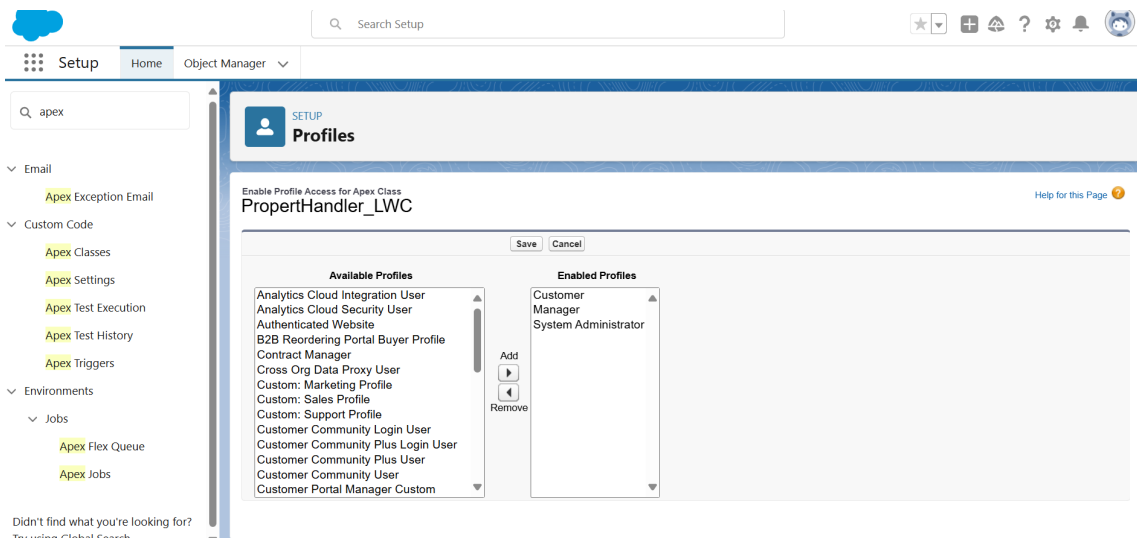 Search Setup
Setup
Home
Object Manager
apex
Email
Apex Exception Email
Custom Code
Apex Classes
Apex Settings
Apex Test Execution
Apex Test History
Apex Triggers
Environments
Jobs
Apex Flex Queue
Apex Jobs
Didn't find what you're looking for?
Try using Global Search
SETUP
Profiles
Enable Profile Access for Apex Class
PropertHandler_LWC
Help for this Page
Save Cancel
Available Profiles
Analytics Cloud Integration User
Analytics Cloud Security User
Authenticated Website
B2B Reordering Portal Buyer Profile
Contract Manager
Cross Org Data Proxy User
Custom: Marketing Profile
Custom: Sales Profile
Custom: Support Profile
Customer Community Login User
Customer Community Plus Login User
Customer Community Plus User
Customer Community User
Customer Portal Manager Custom
Add
Remove
Enabled Profiles
Customer
Manager
System Administrator